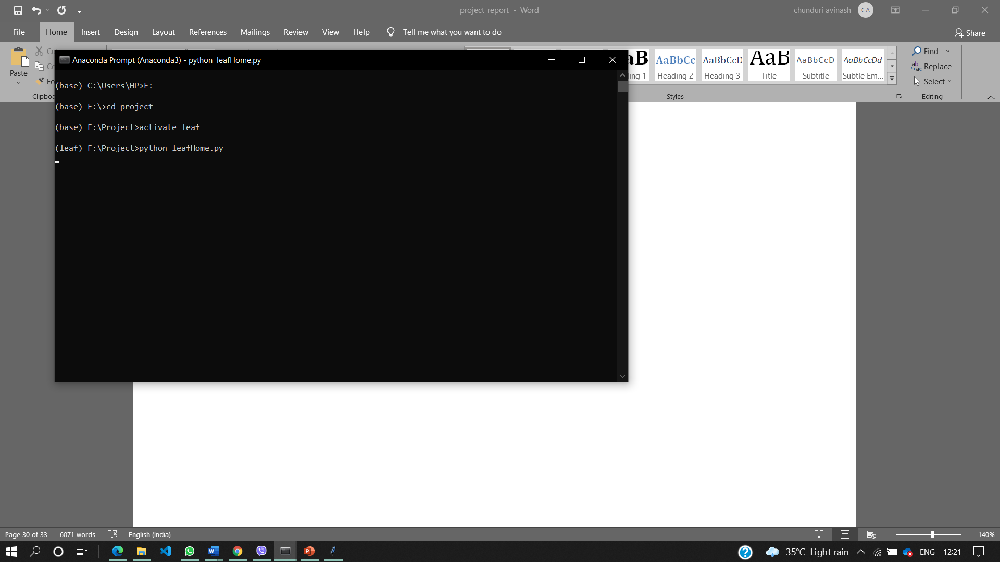 project_report - Word
chunduri avinash
CA
File
Home
Insert
Design
Layout
References
Mailings
Review
View
Help
Tell me what you want to do
Share
Paste
Clipboa
Anaconda Prompt (Anaconda3) - python leafHome.py
(base) C:\Users\HP>F:
(base) F:\>cd project
(base) F:\Project>activate leaf
(leaf) F:\Project>python leafHome.py
AaBbCc
AaBbCcD
AaB
AaBbCcD
AaBbCcDd
ing 1
Heading 2
Heading 3
Title
Subtitle
Subtle Em...
Styles
Find
Replace
Select
Editing
Page 30 of 33
6071 words
English (India)
140%
35°C Light rain
ENG
12:21